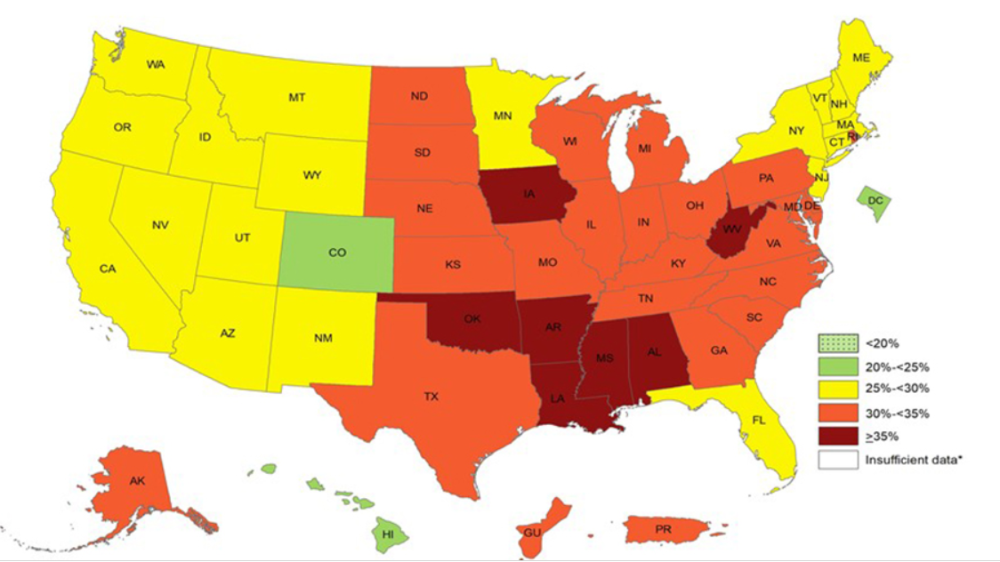 ME
WA
VT
NH
MT
ND
MN
MA
OR
NY
CT
RI
ID
SD
WI
MI
WY
PA
NJ
IA
NE
OH
MD
DE
DC
NV
UT
CO
IL
IN
WV
VA
CA
KS
MO
KY
NC
TN
OK
AR
SC
AZ
NM
MS
AL
GA
TX
LA
FL
AK
HI
GU
PR
<20%
20%-<25%
25%-<30%
30%-<35%
≥35%
Insufficient data*